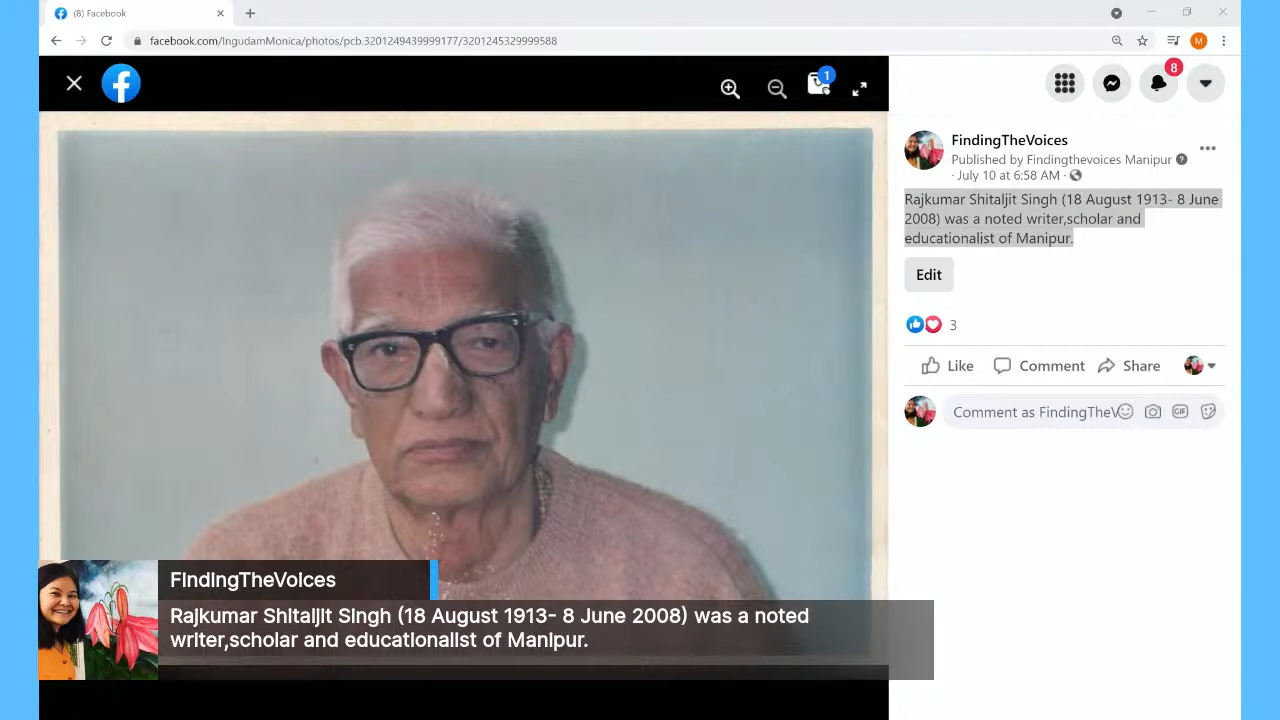 (8) Facebook
facebook.com/IngudamMonica/photos/pcb.3201249439999177/3201245329999588
M
1
8
FindingTheVoices
Published by Findingthevoices Manipur
· July 10 at 6:58 AM ·
Rajkumar Shitaljit Singh (18 August 1913- 8 June
2008) was a noted writer,scholar and
educationalist of Manipur.
Edit
3
Like Comment Share
Comment as FindingTheV
GIF
FindingTheVoices
Rajkumar Shitaljit Singh (18 August 1913- 8 June 2008) was a noted
writer,scholar and educationalist of Manipur.